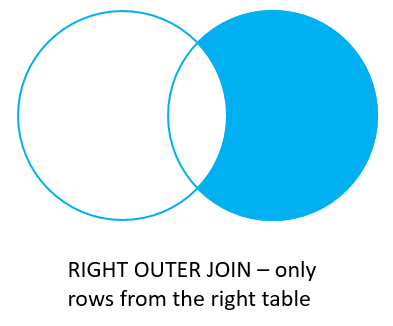 RIGHT OUTER JOIN – only
rows from the right table